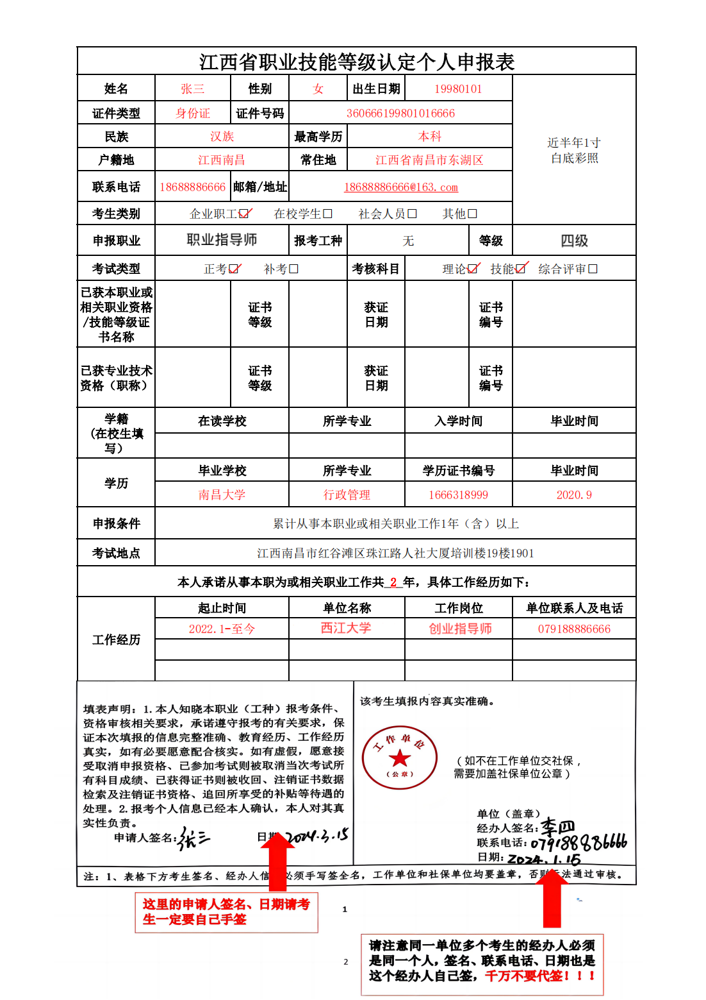 江西省职业技能等级认定个人申报表
姓名 张三 性别 女 出生日期 19980101
证件类型 身份证 证件号码 360666199801016666
近半年1寸
白底彩照
民族 汉族 最高学历 本科
户籍地 江西南昌 常住地 江西省南昌市东湖区
联系电话 18688886666 邮箱/地址 18688886666@163.com
考生类别 企业职工☑ 在校学生□ 社会人员□ 其他□
申报职业 职业指导师 报考工种 无 等级 四级
考试类型 正考☑ 补考□ 考核科目 理论☑ 技能☑ 综合评审□
已获本职业或
相关职业资格
/技能等级证
书名称
证书
等级
获证
日期
证书
编号
已获专业技术
资格（职称）
证书
等级
获证
日期
证书
编号
学籍
(在校生填
写）
在读学校 所学专业 入学时间 毕业时间
学历
毕业学校 所学专业 学历证书编号 毕业时间
南昌大学 行政管理 1666318999 2020.9
申报条件 累计从事本职业或相关职业工作1年（含）以上
考试地点 江西南昌市红谷滩区珠江路人社大厦培训楼19楼1901
本人承诺从事本职为或相关职业工作共 2 年，具体工作经历如下：
工作经历
起止时间 单位名称 工作岗位 单位联系人及电话
2022.1-至今 西江大学 创业指导师 079188886666
填表声明：1.本人知晓本职业（工种）报考条件、
资格审核相关要求，承诺遵守报考的有关要求，保
证本次填报的信息完整准确、教育经历、工作经历
真实，如有必要愿意配合核实。如有虚假，愿意接
受取消申报资格、已参加考试则被取消当次考试所
有科目成绩、已获得证书则被收回、注销证书数据
检索及注销证书资格、追回所享受的补贴等待遇的
处理。2.报考个人信息已经本人确认，本人对其真
实性负责。
申请人签名：张三 日期 2024.3.15
该考生填报内容真实准确。
工作单位
（公章）
（如不在工作单位交社保，
需要加盖社保单位公章）
单位（盖章）
经办人签名：李四
联系电话：079188886666
日期：2024.1.15
注：1、表格下方考生签名、经办人信 必须手写签全名，工作单位和社保单位均要盖章，否则无法通过审核。
这里的申请人签名、日期请考
生一定要自己手签
1
请注意同一单位多个考生的经办人必须
是同一个人，签名、联系电话、日期也是
这个经办人自己签，千万不要代签！！！
2